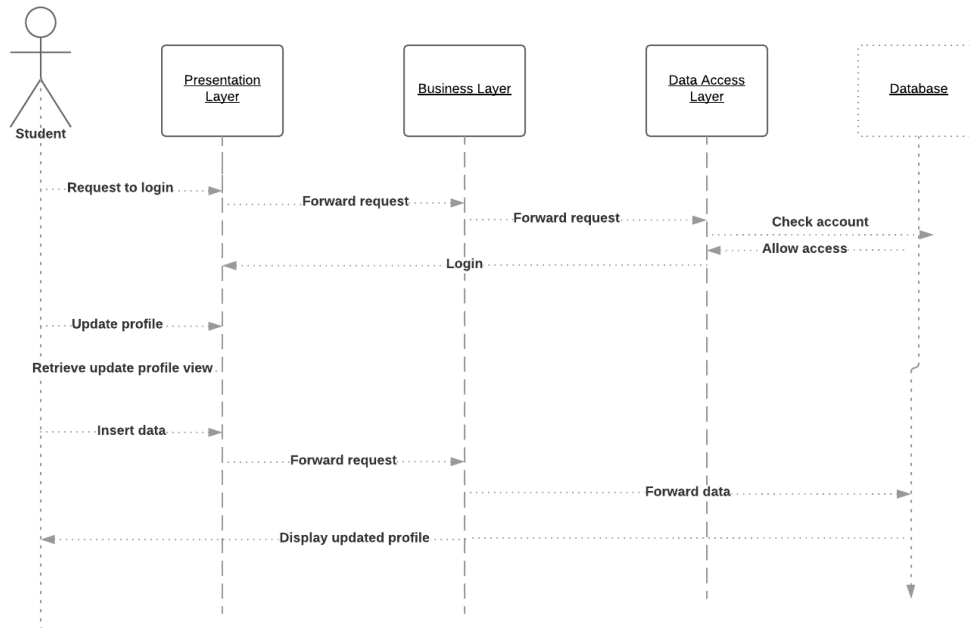 Presentation
Layer
Business Layer
Data Access
Layer
Database
Student
Request to login
Forward request
Forward request
Check account
Allow access
Login
Update profile
Retrieve update profile view
Insert data
Forward request
Forward data
Display updated profile